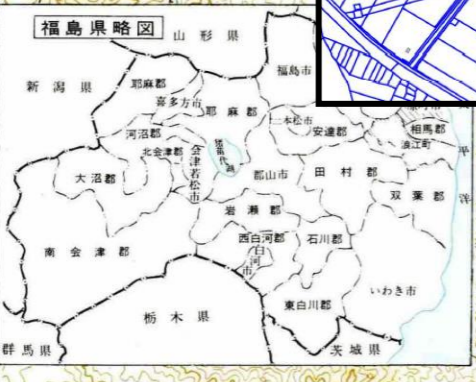 福島県略図
山形県
新潟県
福島市
耶麻郡
喜多方市
耶麻郡
二本松市
安達郡
相馬郡
浪江町
河沼郡
北会津郡
会津若松市
猪苗代湖
郡山市
田村郡
双葉郡
大沼郡
岩瀬郡
南会津郡
西白河郡
白河市
石川郡
いわき市
東白川郡
栃木県
群馬県
茨城県
平
洋